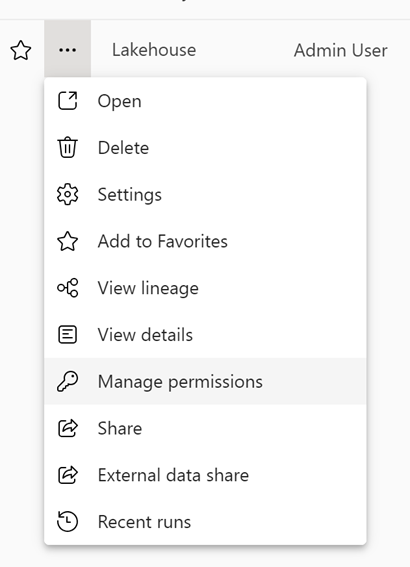 Lakehouse Admin User
Open
Delete
Settings
Add to Favorites
View lineage
View details
Manage permissions
Share
External data share
Recent runs